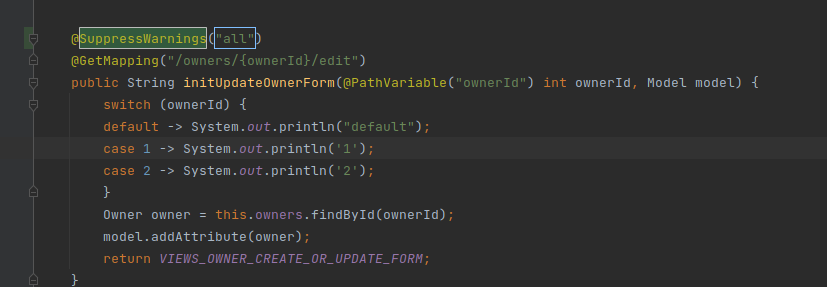 @SuppressWarnings("all")
@GetMapping("/owners/{ownerId}/edit")
public String initUpdateOwnerForm(@PathVariable("ownerId") int ownerId, Model model) {
switch (ownerId) {
default -> System.out.println("default");
case 1 -> System.out.println('1');
case 2 -> System.out.println('2');
}
Owner owner = this.owners.findById(ownerId);
model.addAttribute(owner);
return VIEWS_OWNER_CREATE_OR_UPDATE_FORM;
}